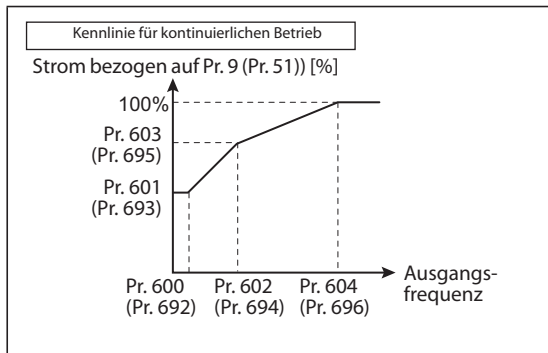 Kennlinie für kontinuierlichen Betrieb
Strom bezogen auf Pr. 9 (Pr. 51)) [%]
100%
Pr. 603
(Pr. 695)
Pr. 601
(Pr. 693)
Pr. 600
(Pr. 692)
Pr. 602
(Pr. 694)
Pr. 604
(Pr. 696)
Ausgangs-
frequenz